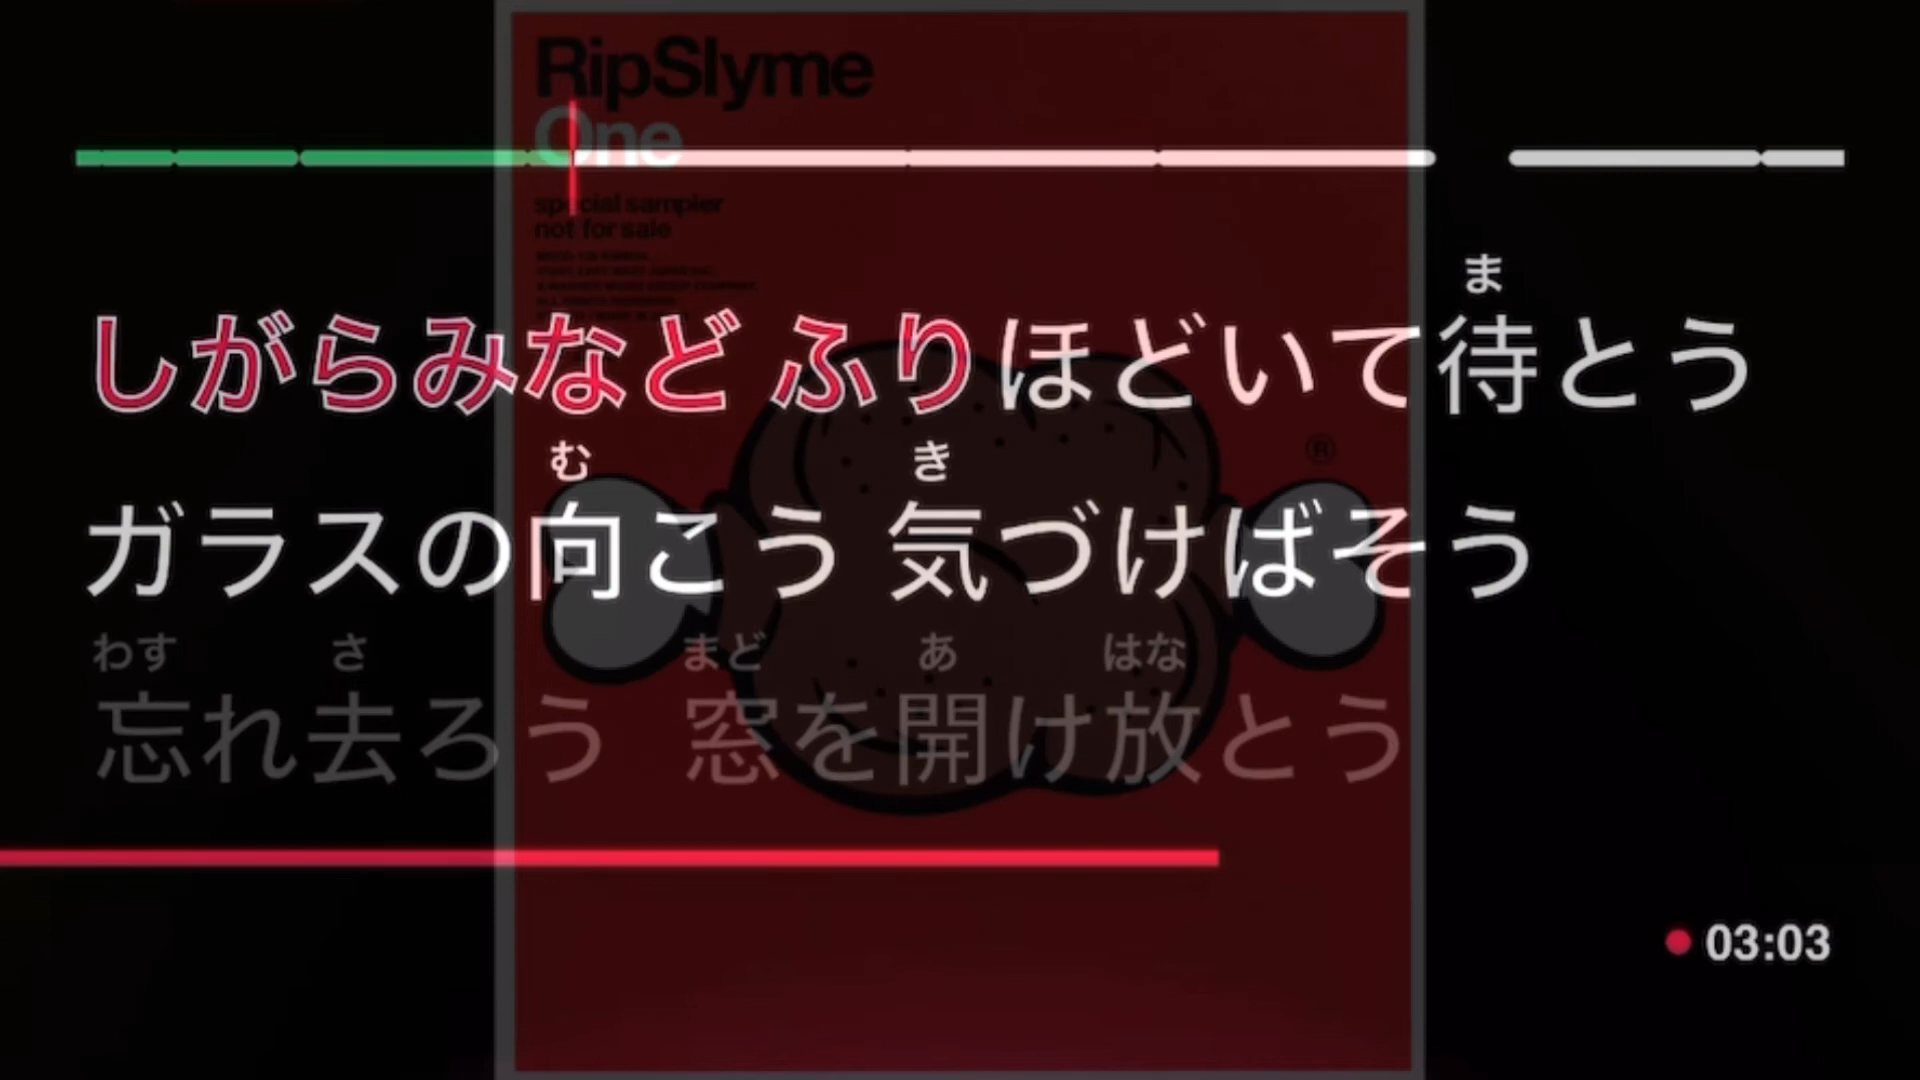 RipSlyme
One
special sampler
not for sale
ま
しがらみなど ふりほどいて待とう
む き
ガラスの向こう 気づけばそう
わす さ まど あ はな
忘れ去ろう 窓を開け放とう
®
03:03